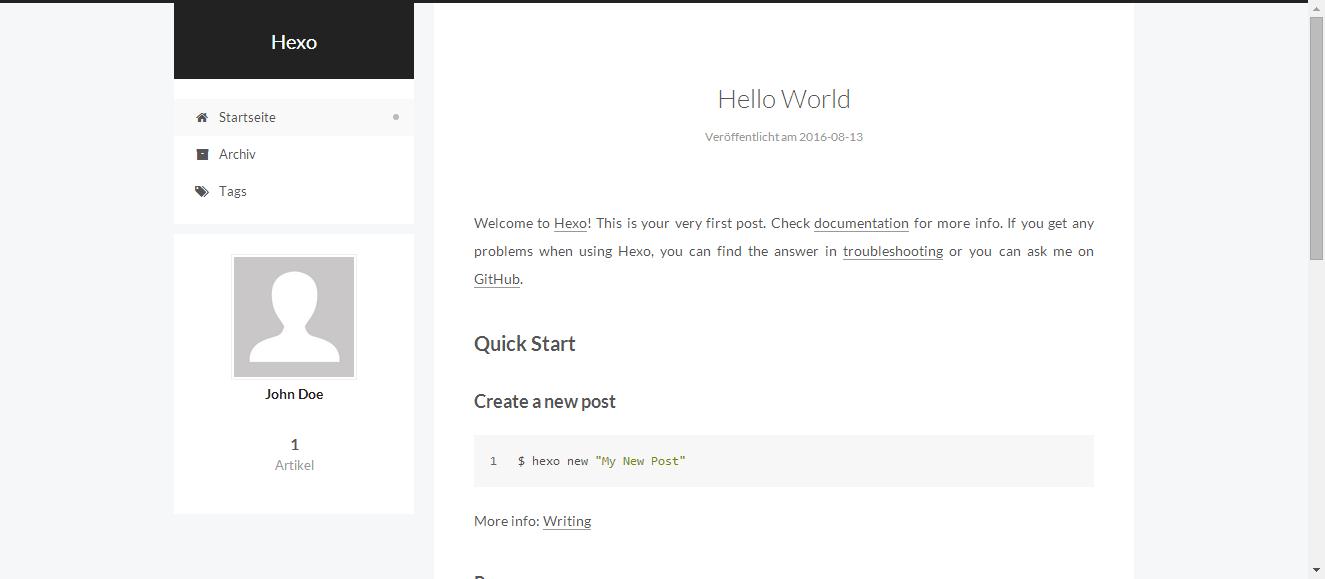 Hexo
Startseite
Archiv
Tags
John Doe
1
Artikel
Hello World
Veröffentlicht am 2016-08-13
Welcome to Hexo! This is your very first post. Check documentation for more info. If you get any
problems when using Hexo, you can find the answer in troubleshooting or you can ask me on
GitHub.
Quick Start
Create a new post
1 $ hexo new "My New Post"
More info: Writing